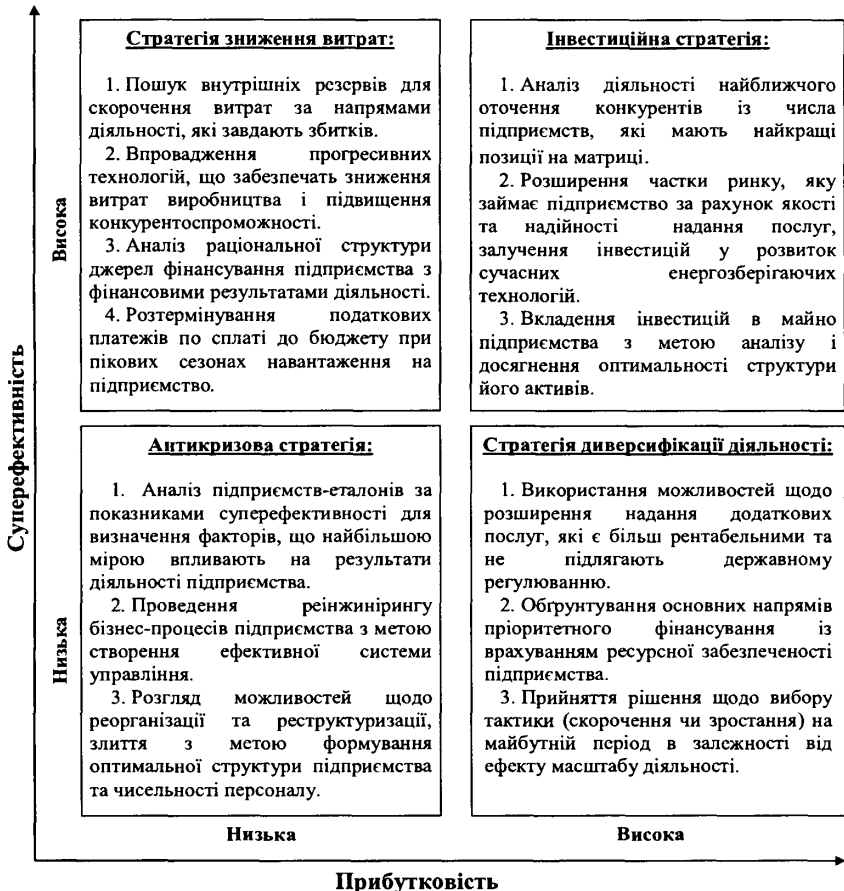 Суперефективність
Висока
Стратегія зниження витрат:
1. Пошук внутрішніх резервів для
скорочення витрат за напрямами
діяльності, які завдають збитків.
2. Впровадження прогресивних
технологій, що забезпечать зниження
витрат виробництва і підвищення
конкурентоспроможності.
3. Аналіз раціональної структури
джерел фінансування підприємства з
фінансовими результатами діяльності.
4. Розтермінування податкових
платежів по сплаті до бюджету при
пікових сезонах навантаження на
підприємство.
Інвестиційна стратегія:
1. Аналіз діяльності найближчого
оточення конкурентів із числа
підприємств, які мають найкращі
позиції на матриці.
2. Розширення частки ринку, яку
займає підприємство за рахунок якості
та надійності надання послуг,
залучення інвестицій у розвиток
сучасних енергозберігаючих
технологій.
3. Вкладення інвестицій в майно
підприємства з метою аналізу і
досягнення оптимальності структури
його активів.
Низька
Антикризова стратегія:
1. Аналіз підприємств-еталонів за
показниками суперефективності для
визначення факторів, що найбільшою
мірою впливають на результати
діяльності підприємства.
2. Проведення реінжинірингу
бізнес-процесів підприємства з метою
створення ефективної системи
управління.
3. Розгляд можливостей щодо
реорганізації та реструктуризації,
злиття з метою формування
оптимальної структури підприємства
та чисельності персоналу.
Стратегія диверсифікації діяльності:
1. Використання можливостей щодо
розширення надання додаткових
послуг, які є більш рентабельними та
не підлягають державному
регулюванню.
2. Обґрунтування основних напрямів
пріоритетного фінансування із
врахуванням ресурсної забезпеченості
підприємства.
3. Прийняття рішення щодо вибору
тактики (скорочення чи зростання) на
майбутній період в залежності від
ефекту масштабу діяльності.
Низька
Висока
Прибутковість